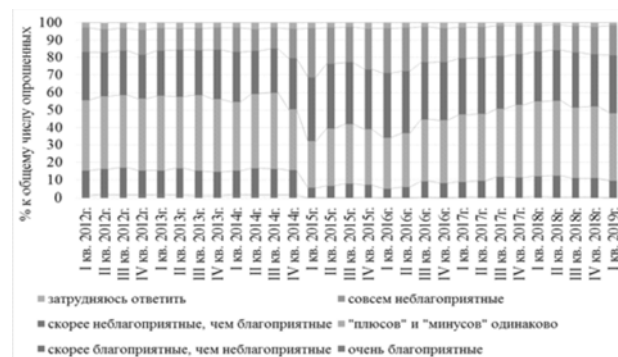 % к общему числу опрошенных
100
90
80
70
60
50
40
30
20
10
0
I кв. 2012г.
II кв. 2012г.
III кв. 2012г.
IV кв. 2012г.
I кв. 2013г.
II кв. 2013г.
III кв. 2013г.
IV кв. 2013г.
I кв. 2014г.
II кв. 2014г.
III кв. 2014г.
IV кв. 2014г.
I кв. 2015г.
II кв. 2015г.
III кв. 2015г.
IV кв. 2015г.
I кв. 2016г.
II кв. 2016г.
III кв. 2016г.
IV кв. 2016г.
I кв. 2017г.
II кв. 2017г.
III кв. 2017г.
IV кв. 2017г.
I кв. 2018г.
II кв. 2018г.
III кв. 2018г.
IV кв. 2018г.
I кв. 2019г.
затрудняюсь ответить
совсем неблагоприятные
скорее неблагоприятные, чем благоприятные
"плюсов" и "минусов" одинаково
скорее благоприятные, чем неблагоприятные
очень благоприятные